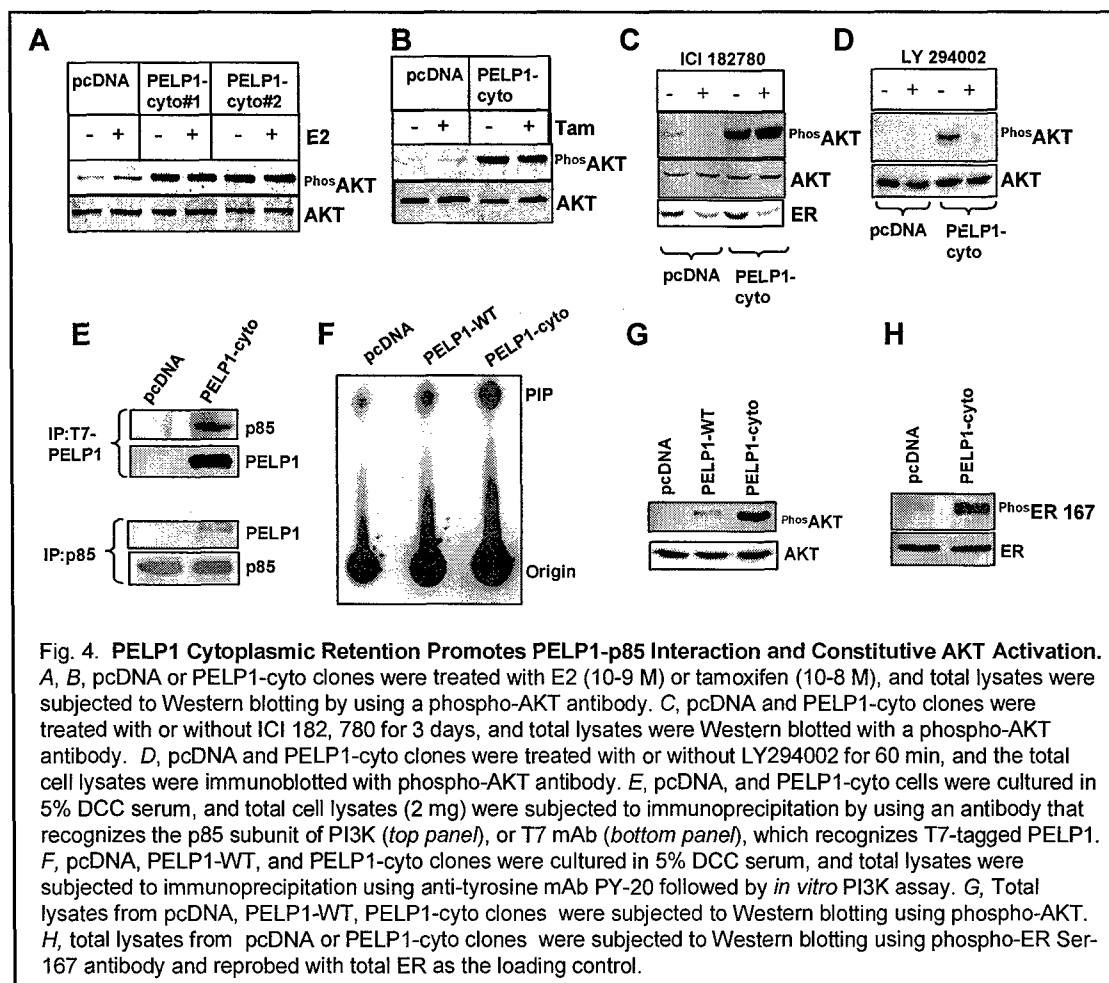 A
pcDNA PELP1-cyto#1 PELP1-cyto#2
- + - + - + E2
PhosAKT
AKT
B
pcDNA PELP1-cyto
- + - + Tam
PhosAKT
AKT
C
ICI 182780
- + - +
PhosAKT
AKT
ER
pcDNA PELP1-cyto
D
LY 294002
- + - +
PhosAKT
AKT
pcDNA PELP1-cyto
E
pcDNA PELP1-cyto
IP:T7-PELP1
p85
PELP1
IP:p85
PELP1
p85
F
pcDNA PELP1-WT PELP1-cyto
PIP
Origin
G
pcDNA PELP1-WT PELP1-cyto
PhosAKT
AKT
H
pcDNA PELP1-cyto
PhosER 167
ER
Fig. 4. PELP1 Cytoplasmic Retention Promotes PELP1-p85 Interaction and Constitutive AKT Activation.
A, B, pcDNA or PELP1-cyto clones were treated with E2 (10-9 M) or tamoxifen (10-8 M), and total lysates were
subjected to Western blotting by using a phospho-AKT antibody. C, pcDNA and PELP1-cyto clones were
treated with or without ICI 182, 780 for 3 days, and total lysates were Western blotted with a phospho-AKT
antibody. D, pcDNA and PELP1-cyto clones were treated with or without LY294002 for 60 min, and the total
cell lysates were immunoblotted with phospho-AKT antibody. E, pcDNA, and PELP1-cyto cells were cultured in
5% DCC serum, and total cell lysates (2 mg) were subjected to immunoprecipitation by using an antibody that
recognizes the p85 subunit of PI3K (top panel), or T7 mAb (bottom panel), which recognizes T7-tagged PELP1.
F, pcDNA, PELP1-WT, and PELP1-cyto clones were cultured in 5% DCC serum, and total lysates were
subjected to immunoprecipitation using anti-tyrosine mAb PY-20 followed by in vitro PI3K assay. G, Total
lysates from pcDNA, PELP1-WT, PELP1-cyto clones were subjected to Western blotting using phospho-AKT.
H, total lysates from pcDNA or PELP1-cyto clones were subjected to Western blotting using phospho-ER Ser-
167 antibody and reprobed with total ER as the loading control.